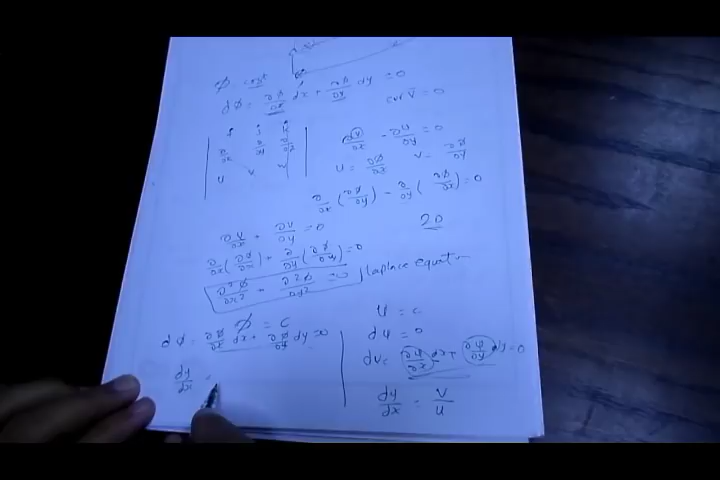 ϕ = const
dϕ = ∂ϕ/∂x dx + ∂ϕ/∂y dy = 0
curl V̄ = 0
i j k
∂/∂x ∂/∂y ∂/∂z
u v
∂v/∂x - ∂u/∂y = 0
u = ∂ϕ/∂x v = ∂ϕ/∂y
∂/∂x (∂ϕ/∂y) - ∂/∂y (∂ϕ/∂x) = 0
2D
∂u/∂x + ∂v/∂y = 0
∂/∂x (∂ϕ/∂x) + ∂/∂y (∂ϕ/∂y) = 0
∂²ϕ/∂x² - ∂²ϕ/∂y² = 0 Laplace equation
ϕ = C
dϕ = ∂ϕ/∂x dx + ∂ϕ/∂y dy = 0
dy/dx =
ψ = c
dψ = 0
dψ = ∂ψ/∂x dx + ∂ψ/∂y dy = 0
dy/dx = v/u